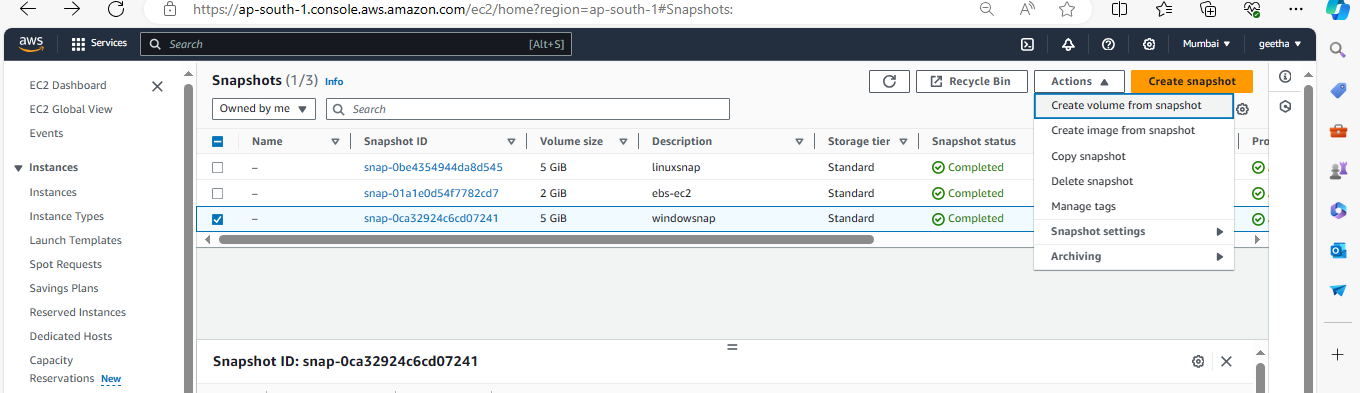 https://ap-south-1.console.aws.amazon.com/ec2/home?region=ap-south-1#Snapshots:
aws Services Search [Alt+S] Mumbai geetha
EC2 Dashboard
EC2 Global View
Events
Instances
Instances
Instance Types
Launch Templates
Spot Requests
Savings Plans
Reserved Instances
Dedicated Hosts
Capacity
Reservations New
Snapshots (1/3) Info Recycle Bin Actions Create snapshot
Owned by me Search
Name Snapshot ID Volume size Description Storage tier Snapshot status Pro
– snap-0be4354944da8d545 5 GiB linuxsnap Standard Completed
– snap-01a1e0d54f7782cd7 2 GiB ebs-ec2 Standard Completed
– snap-0ca32924c6cd07241 5 GiB windowsnap Standard Completed
Create volume from snapshot
Create image from snapshot
Copy snapshot
Delete snapshot
Manage tags
Snapshot settings
Archiving
Snapshot ID: snap-0ca32924c6cd07241